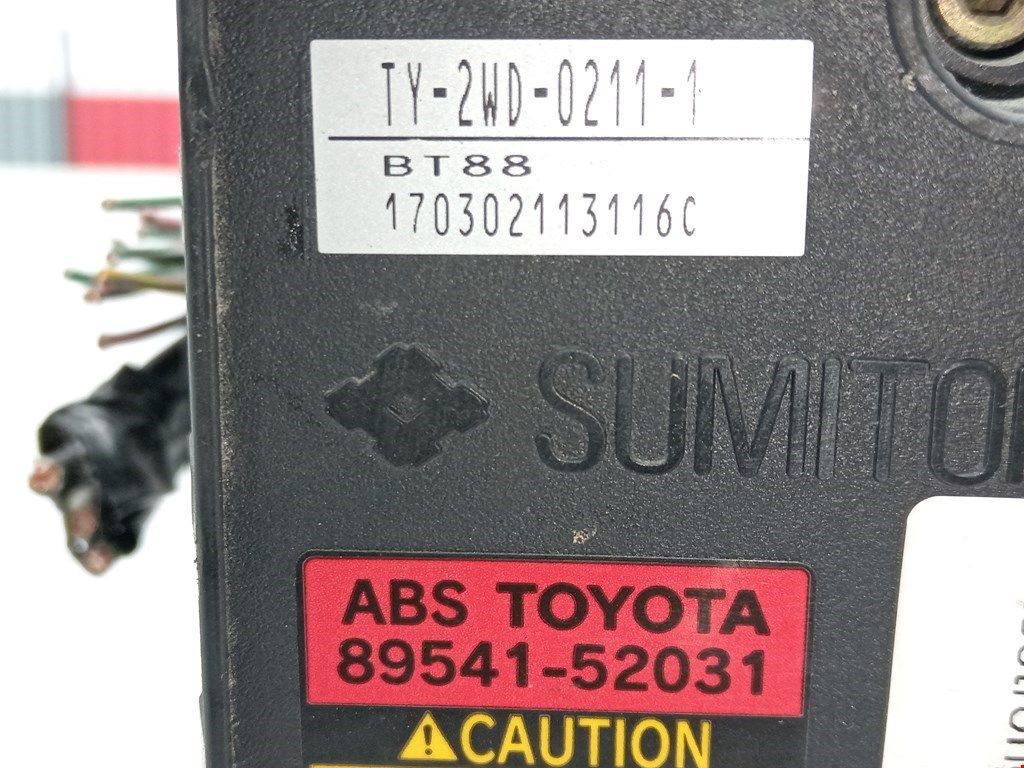 TY-2WD-0211-1
BT88
170302113116C
SUMITO
ABS TOYOTA
89541-52031
CAUTION